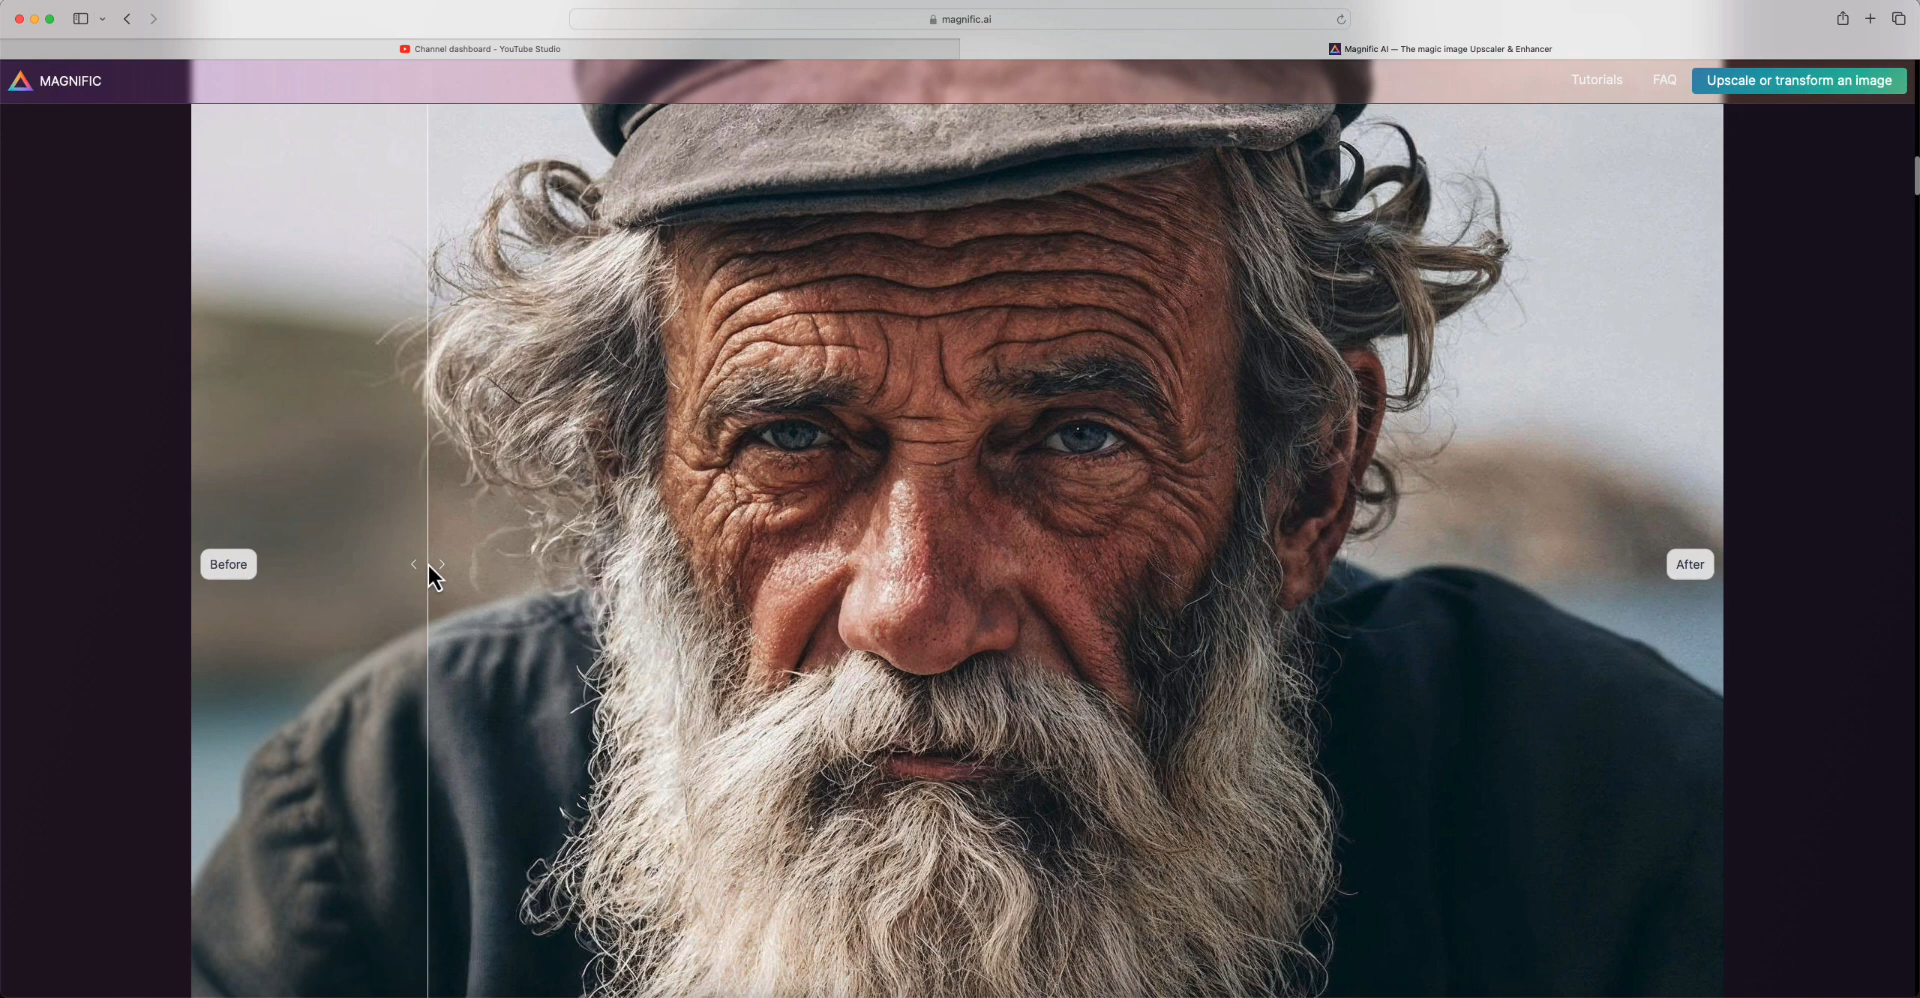 magnific.ai
Channel dashboard - YouTube Studio
Magnific AI — The magic image Upscaler & Enhancer
MAGNIFIC
Tutorials
FAQ
Upscale or transform an image
Before
After